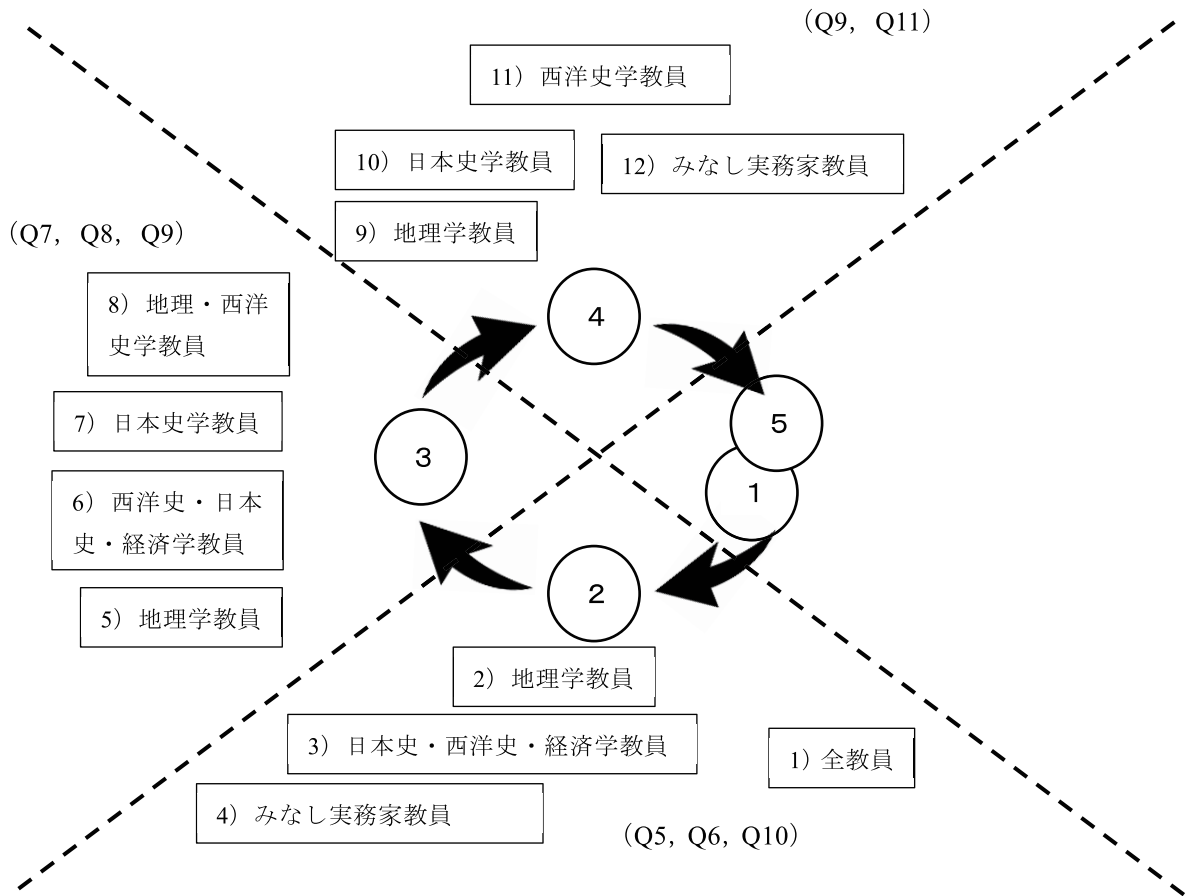 (Q9, Q11)
11) 西洋史学教員
10) 日本史学教員
12) みなし実務家教員
9) 地理学教員
(Q7, Q8, Q9)
8) 地理・西洋
史学教員
4
7) 日本史学教員
5
3
6) 西洋史・日本
史・経済学教員
1
5) 地理学教員
2
2) 地理学教員
3) 日本史・西洋史・経済学教員
1) 全教員
4) みなし実務家教員
(Q5, Q6, Q10)